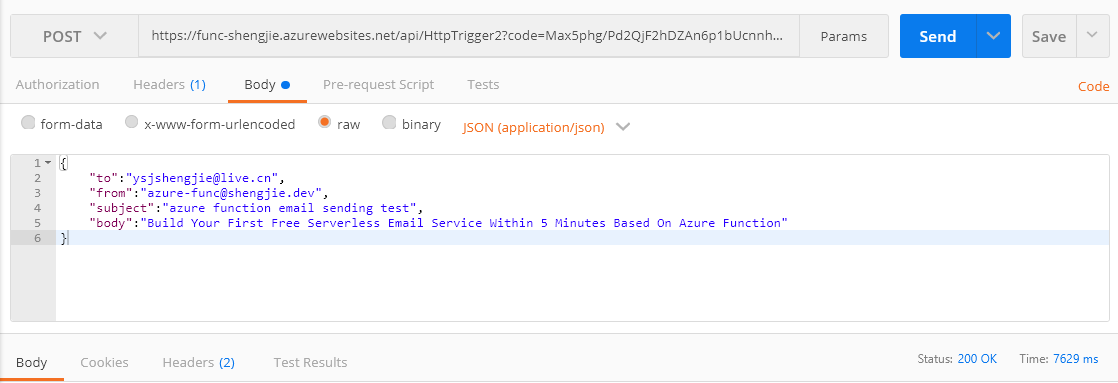 POST https://func-shengjie.azurewebsites.net/api/HttpTrigger2?code=Max5phg/Pd2QjF2hDZAn6p1bUcnnh... Params Send Save
Authorization Headers (1) Body Pre-request Script Tests Code
form-data x-www-form-urlencoded raw binary JSON (application/json)
1 {
2 "to":"ysjshengjie@live.cn",
3 "from":"azure-func@shengjie.dev",
4 "subject":"azure function email sending test",
5 "body":"Build Your First Free Serverless Email Service Within 5 Minutes Based On Azure Function"
6 }
Body Cookies Headers (2) Test Results Status: 200 OK Time: 7629 ms